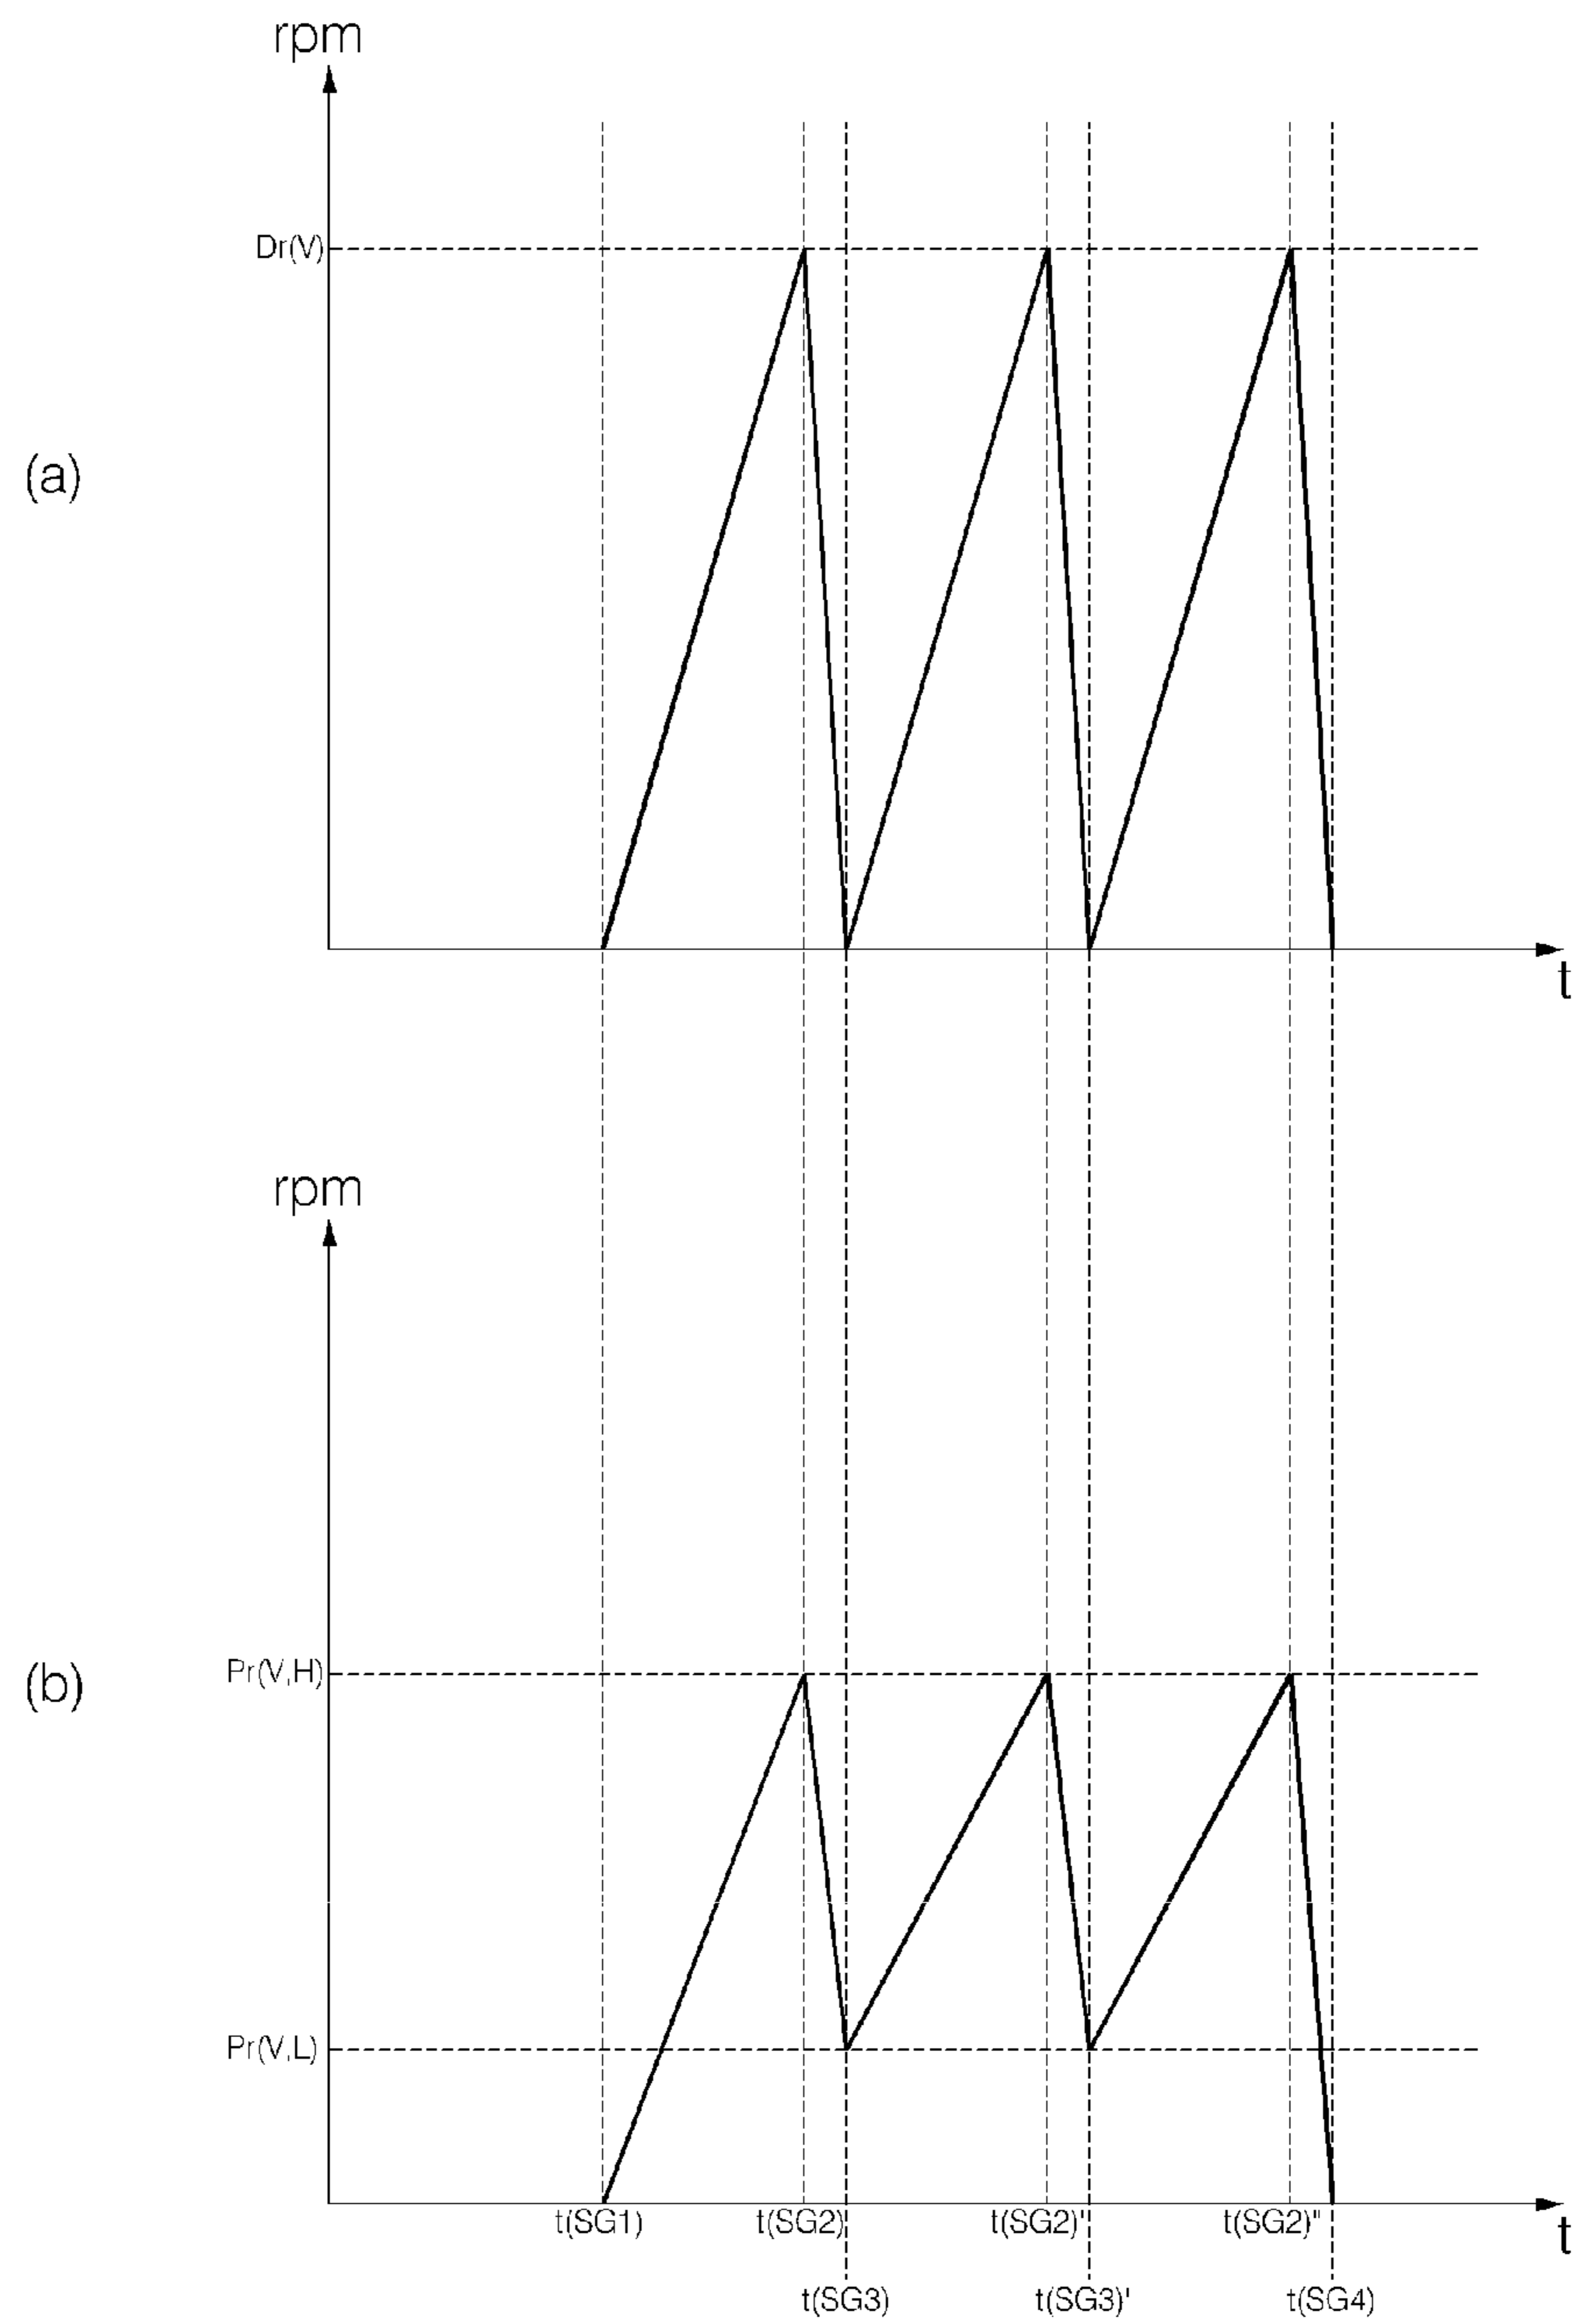 rpm
Dr(V)
(a)
t
rpm
Pr(V,H)
(b)
Pr(V,L)
t(SG1) t(SG2) t(SG2)' t(SG2)" t
t(SG3) t(SG3)' t(SG4)